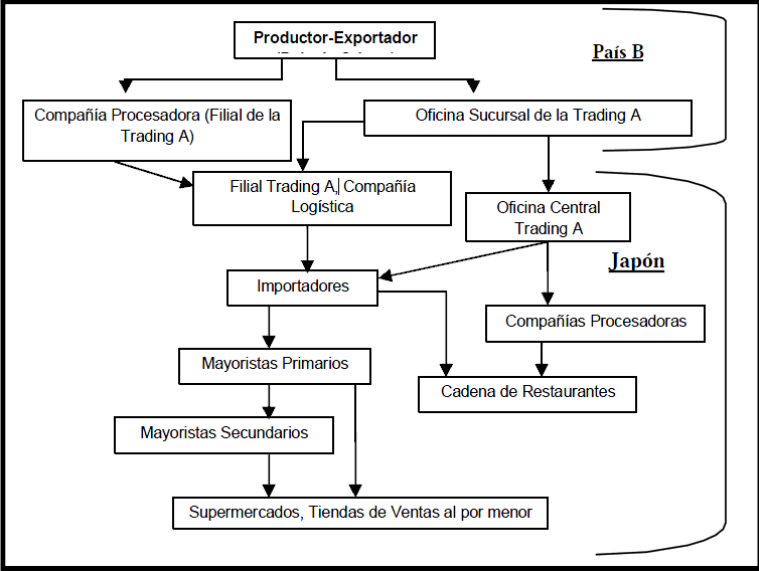 Productor-Exportador
País B
Compañía Procesadora (Filial de la
Trading A)
Oficina Sucursal de la Trading A
Filial Trading A, Compañía
Logística
Oficina Central
Trading A
Japón
Importadores
Compañías Procesadoras
Mayoristas Primarios
Cadena de Restaurantes
Mayoristas Secundarios
Supermercados, Tiendas de Ventas al por menor